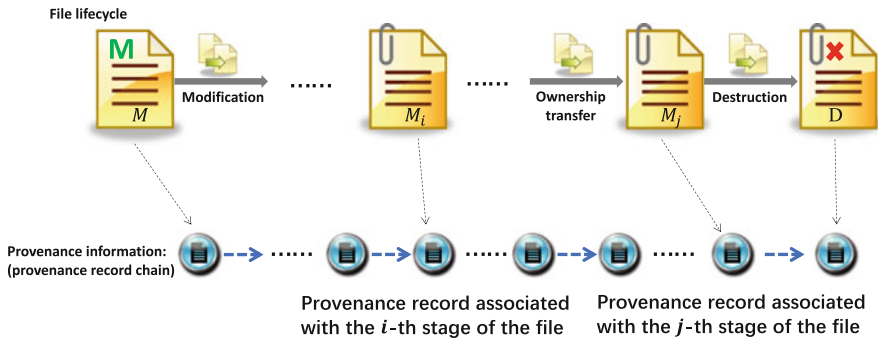 File lifecycle
M
Modification
......
......
Ownership
transfer
Destruction
M
M_i
M_j
D
Provenance information:
(provenance record chain)
......
......
......
Provenance record associated
with the i-th stage of the file
Provenance record associated
with the j-th stage of the file